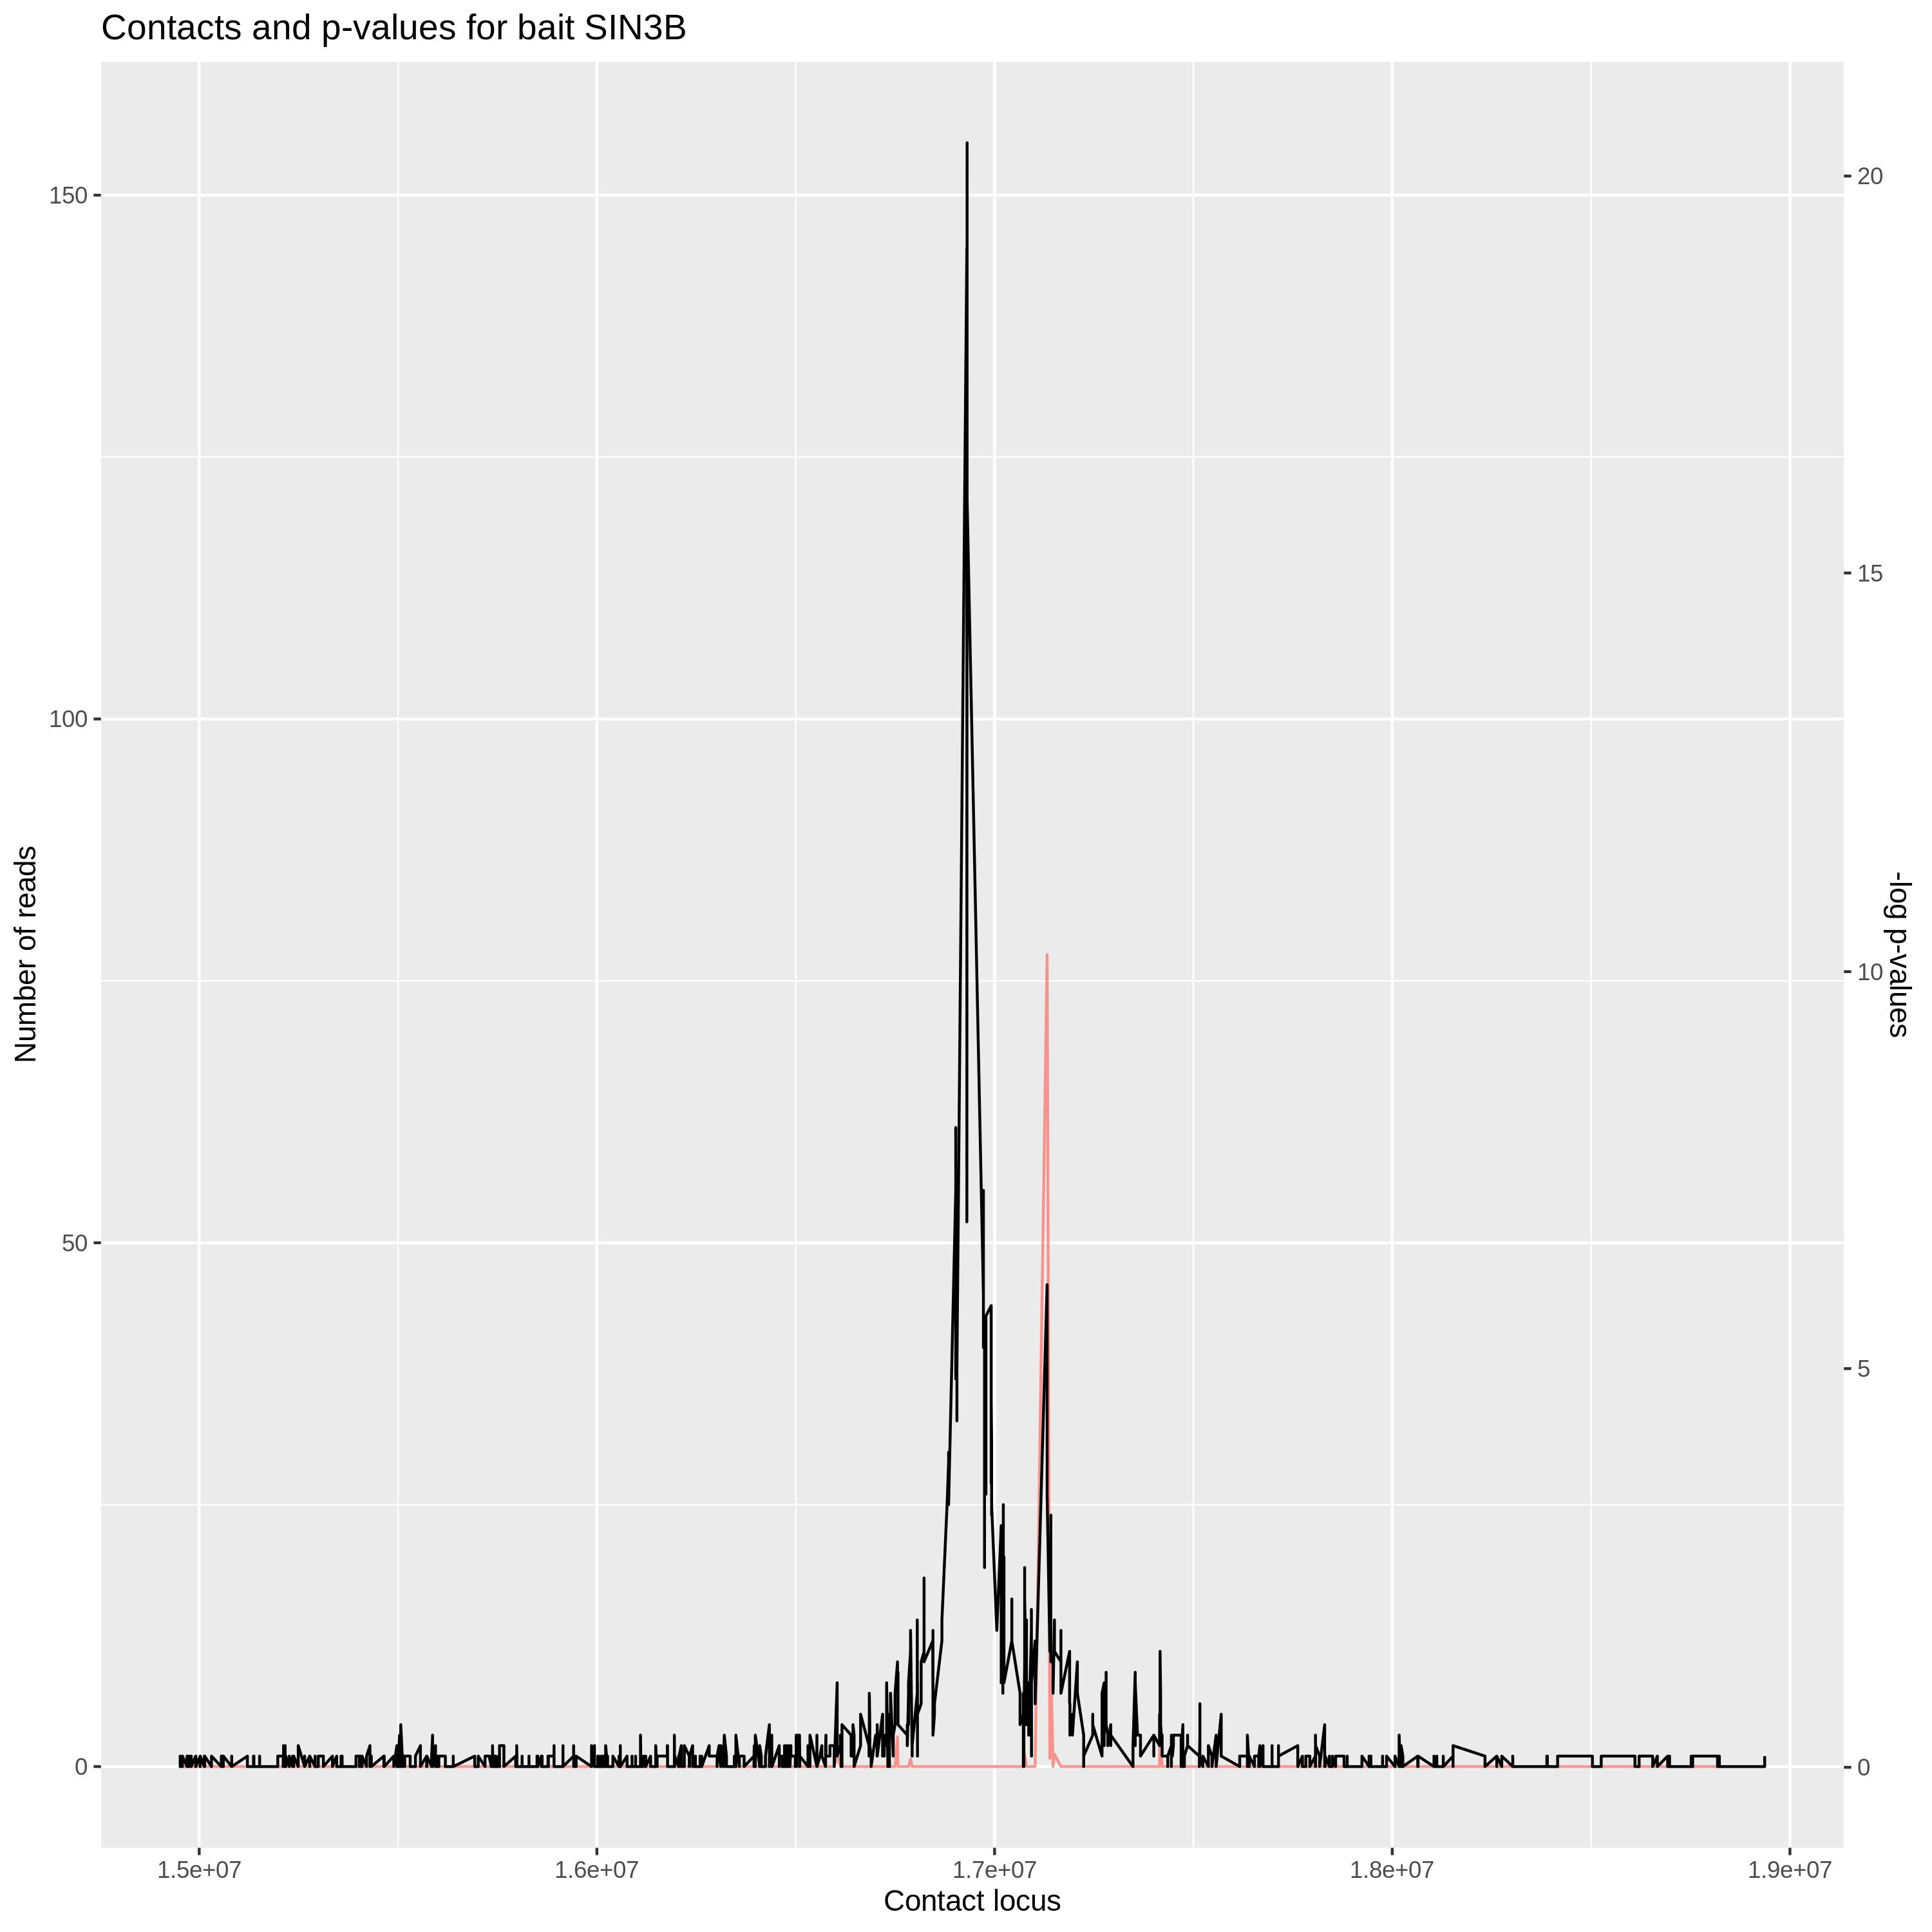 Contacts and p-values for bait SIN3B
150
100
50
0
Number of reads
20
15
10
5
0
-log p-values
1.5e+07
1.6e+07
1.7e+07
1.8e+07
1.9e+07
Contact locus